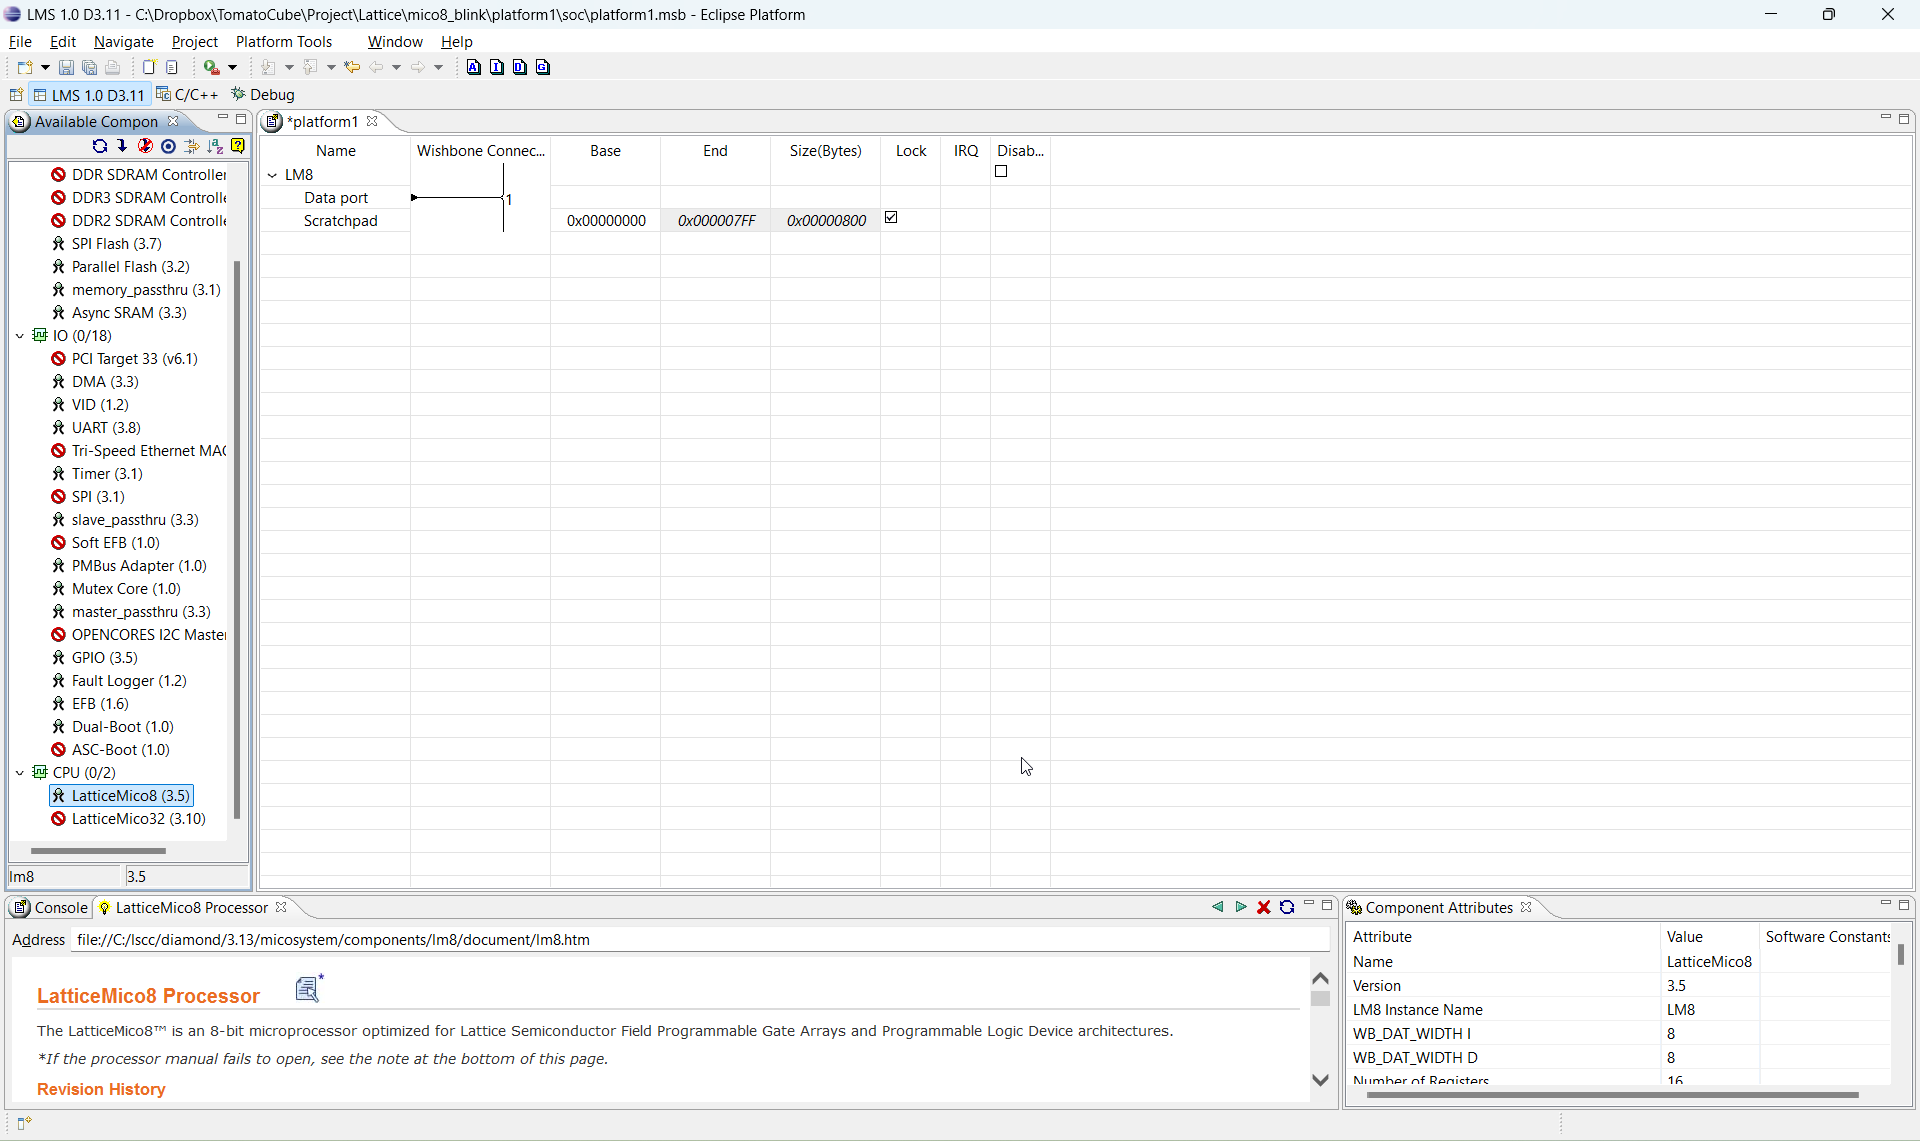 LMS 1.0 D3.11 - C:\Dropbox\TomatoCube\Project\Lattice\mico8_blink\platform1\soc\platform1.msb - Eclipse Platform
File Edit Navigate Project Platform Tools Window Help
A I D G
LMS 1.0 D3.11 C/C++ Debug
Available Compon
DDR SDRAM Controller
DDR3 SDRAM Controlle
DDR2 SDRAM Controlle
SPI Flash (3.7)
Parallel Flash (3.2)
memory_passthru (3.1)
Async SRAM (3.3)
IO (0/18)
PCI Target 33 (v6.1)
DMA (3.3)
VID (1.2)
UART (3.8)
Tri-Speed Ethernet MAC
Timer (3.1)
SPI (3.1)
slave_passthru (3.3)
Soft EFB (1.0)
PMBus Adapter (1.0)
Mutex Core (1.0)
master_passthru (3.3)
OPENCORES I2C Master
GPIO (3.5)
Fault Logger (1.2)
EFB (1.6)
Dual-Boot (1.0)
ASC-Boot (1.0)
CPU (0/2)
LatticeMico8 (3.5)
LatticeMico32 (3.10)
lm8 3.5
*platform1
Name Wishbone Connec... Base End Size(Bytes) Lock IRQ Disab...
LM8
Data port 1
Scratchpad 0x00000000 0x000007FF 0x00000800
Console LatticeMico8 Processor
Address file://C:/lscc/diamond/3.13/micosystem/components/lm8/document/lm8.htm
LatticeMico8 Processor *
The LatticeMico8™ is an 8-bit microprocessor optimized for Lattice Semiconductor Field Programmable Gate Arrays and Programmable Logic Device architectures.
*If the processor manual fails to open, see the note at the bottom of this page.
Revision History
Component Attributes
Attribute Value Software Constants
Name LatticeMico8
Version 3.5
LM8 Instance Name LM8
WB_DAT_WIDTH I 8
WB_DAT_WIDTH D 8
Number of Registers 16